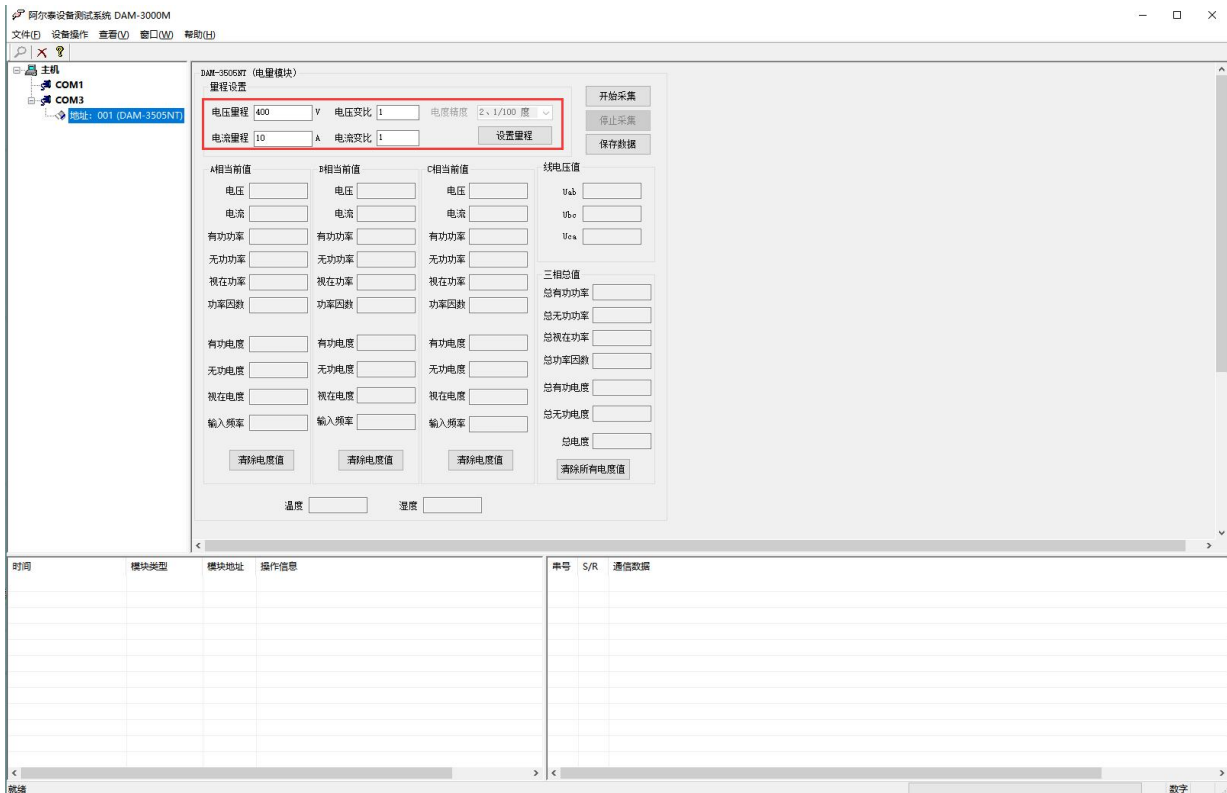 阿尔泰设备测试系统 DAM-3000M
文件(F) 设备操作 查看(V) 窗口(W) 帮助(H)
主机
COM1
COM3
地址：001 (DAM-3505NT)
DAM-3505NT (电量模块)
量程设置
电压量程 400 V 电压变比 1 电度精度 2、1/100 度
电流量程 10 A 电流变比 1 设置量程
开始采集
停止采集
保存数据
A相当前值 B相当前值 C相当前值 线电压值
电压 电压 电压 Uab
电流 电流 电流 Ubc
有功功率 有功功率 有功功率 Uca
无功功率 无功功率 无功功率
视在功率 视在功率 视在功率
功率因数 功率因数 功率因数
有功电度 有功电度 有功电度
无功电度 无功电度 无功电度
视在电度 视在电度 视在电度
输入频率 输入频率 输入频率
清除电度值 清除电度值 清除电度值
三相总值
总有功功率
总无功功率
总视在功率
总功率因数
总有功电度
总无功电度
总电度
清除所有电度值
温度 湿度
时间 模块类型 模块地址 操作信息
串号 S/R 通信数据
就绪 数字